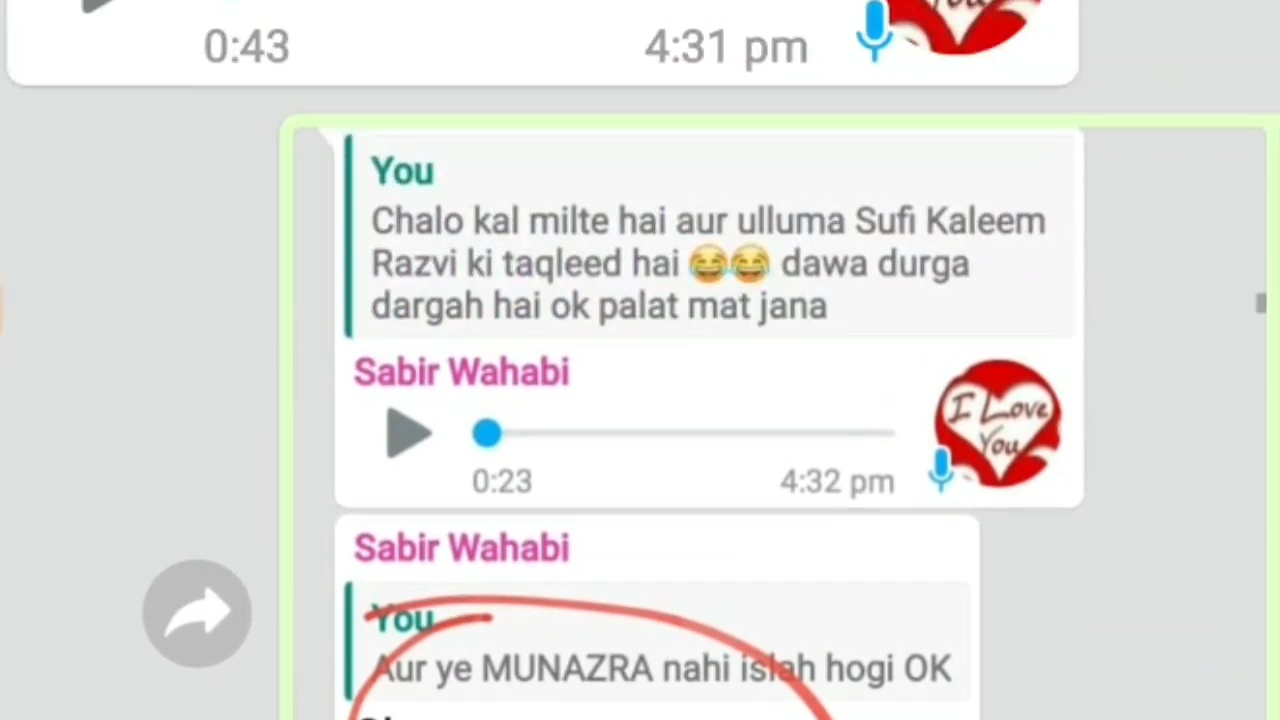 You
0:43
4:31 pm
You
Chalo kal milte hai aur ulluma Sufi Kaleem
Razvi ki taqleed hai 😂😂 dawa durga
dargah hai ok palat mat jana
Sabir Wahabi
I Love
You
0:23
4:32 pm
Sabir Wahabi
You
Aur ye MUNAZRA nahi islah hogi OK